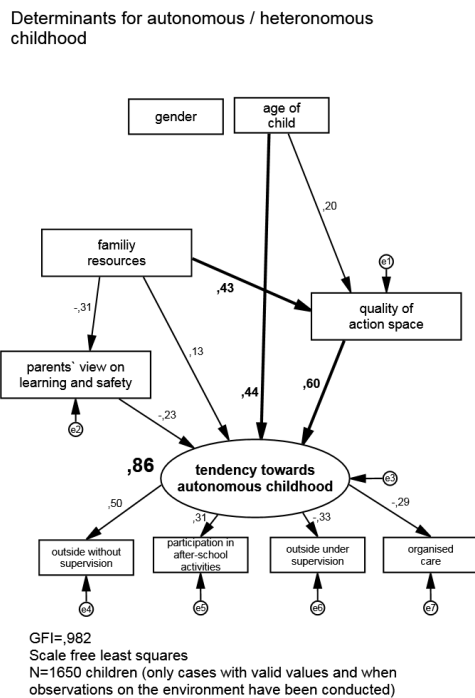 Determinants for autonomous / heteronomous
childhood
gender
age of
child
,20
familiy
resources
e1
,43
quality of
action space
-,31
,13
parents` view on
learning and safety
,44
,60
e2
-,23
,86
tendency towards
autonomous childhood
e3
,50
,31
-,33
-,29
outside without
supervision
participation in
after-school
activities
outside under
supervision
organised
care
e4
e5
e6
e7
GFI=,982
Scale free least squares
N=1650 children (only cases with valid values and when
observations on the environment have been conducted)